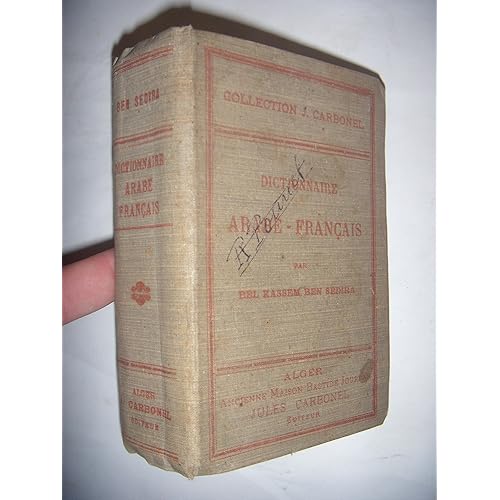 BEN SEDIRA
DICTIONNAIRE
ARABE
FRANÇAIS
ALGER
J. CARBONEL
EDITEUR
COLLECTION J. CARBONEL
DICTIONNAIRE
ARABE-FRANÇAIS
PAR
BEL KASSEM BEN SEDIRA
ALGER
ANCIENNE MAISON BASTIDE JOURDAN
JULES CARBONEL
ÉDITEUR